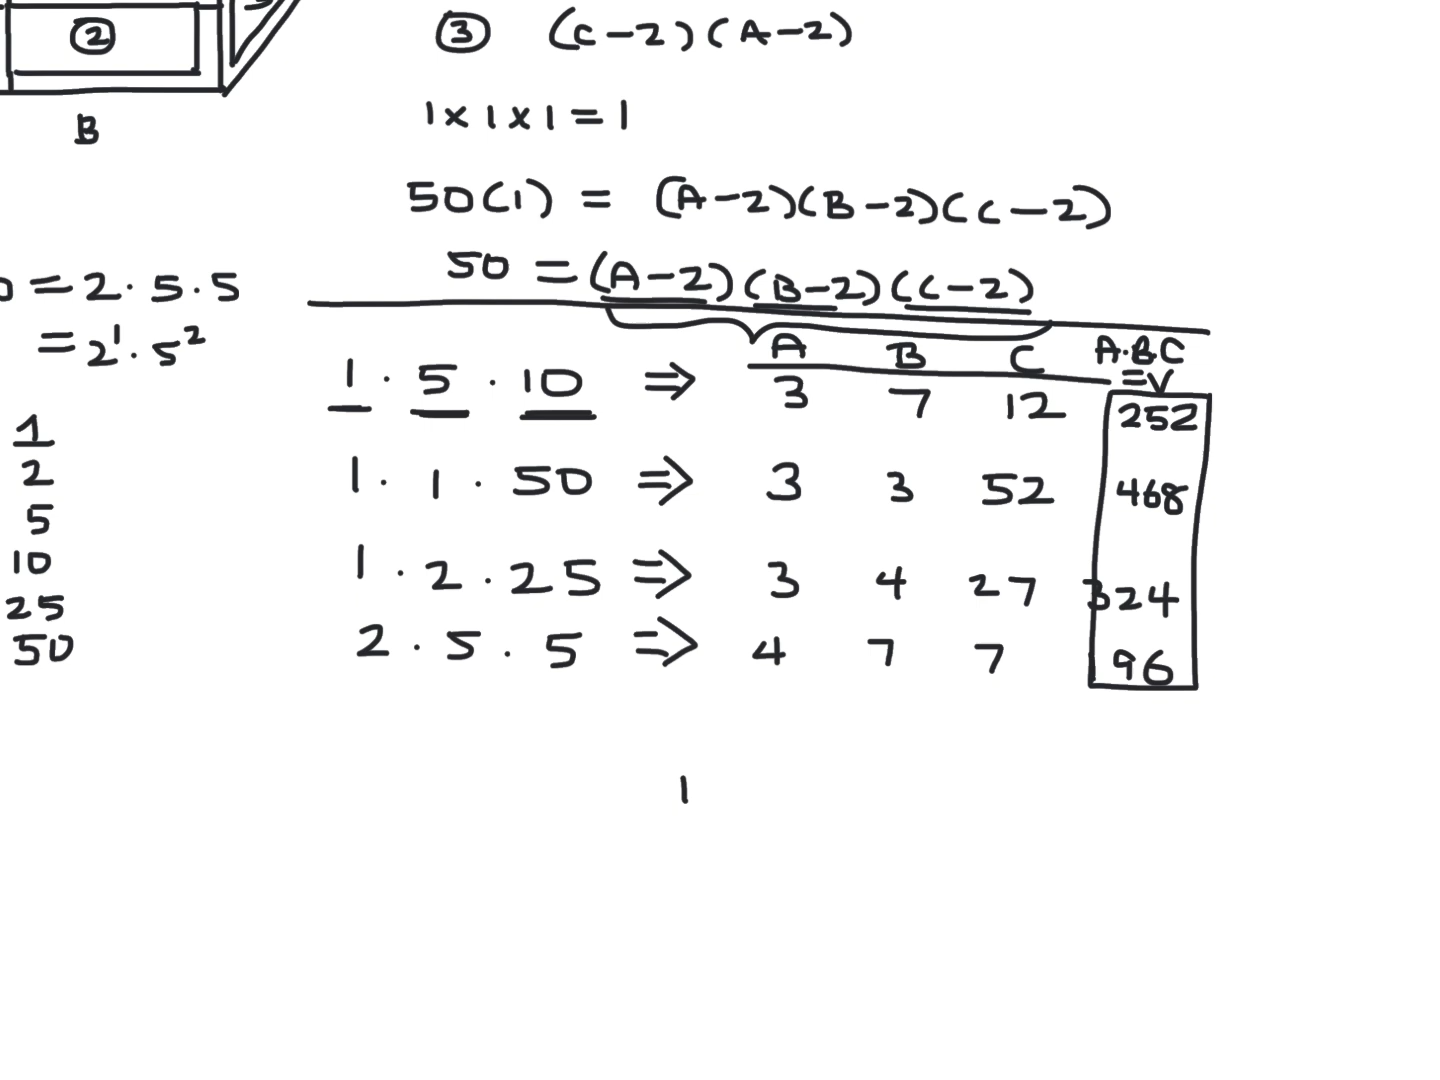 ②
B
③ (C-2)(A-2)
1 x 1 x 1 = 1
50(1) = (A-2)(B-2)(C-2)
50 = (A-2)(B-2)(C-2)
= 2 · 5 · 5
= 2¹ · 5²
1
2
5
10
25
50
A B C A·B·C = V
1 · 5 · 10 ⇒ 3 7 12 252
1 · 1 · 50 ⇒ 3 3 52 468
1 · 2 · 25 ⇒ 3 4 27 324
2 · 5 · 5 ⇒ 4 7 7 96
1